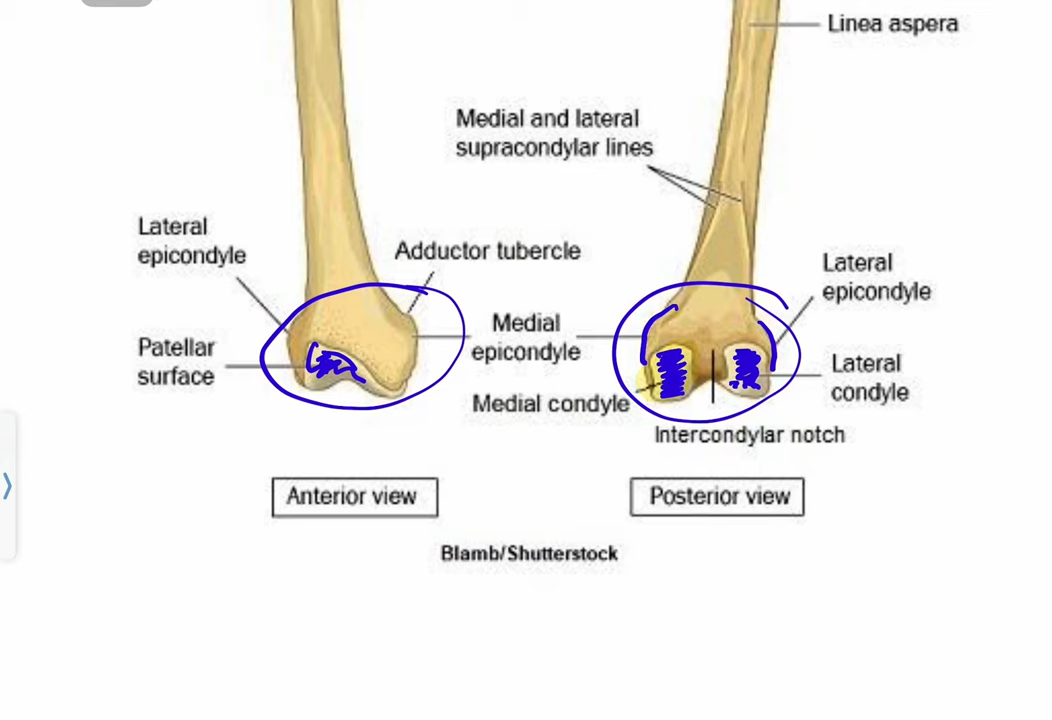 Linea aspera
Medial and lateral
supracondylar lines
Lateral
epicondyle
Adductor tubercle
Lateral
epicondyle
Medial
epicondyle
Patellar
surface
Lateral
condyle
Medial condyle
Intercondylar notch
Anterior view
Posterior view
Blamb/Shutterstock